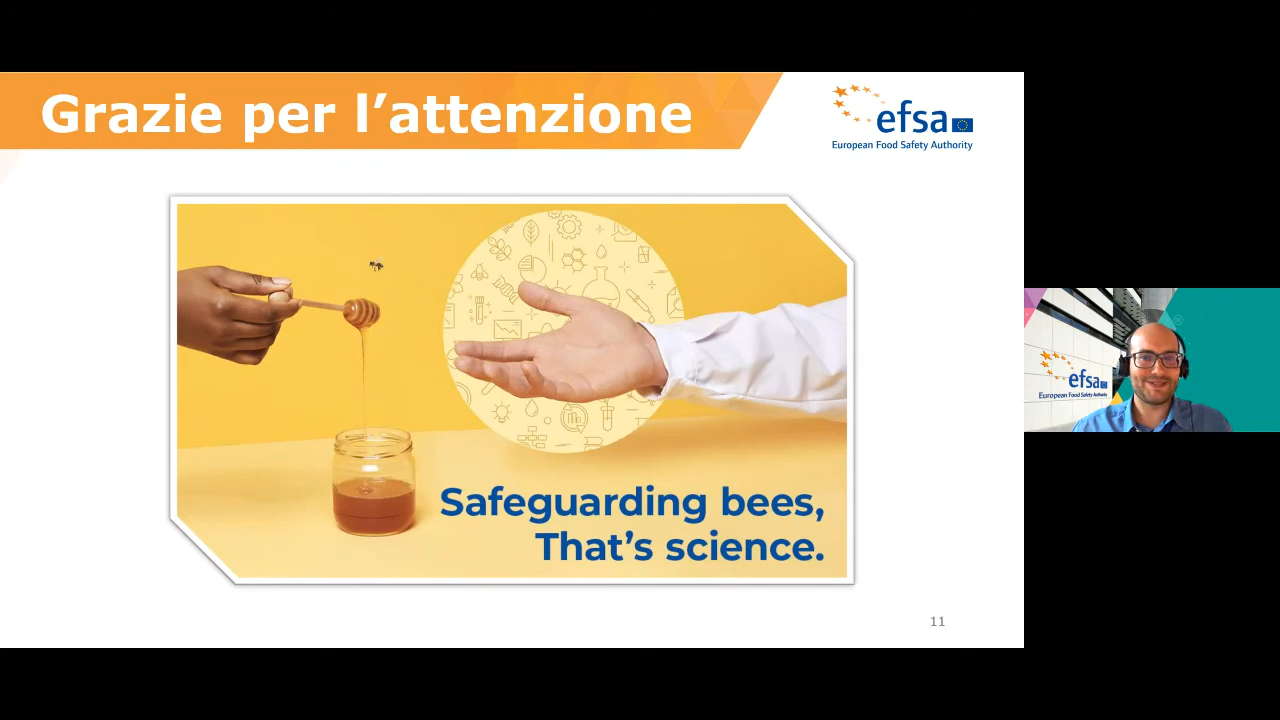 Grazie per l’attenzione
efsa
European Food Safety Authority
Safeguarding bees,
That’s science.
11
efsa
European Food Safety Authority